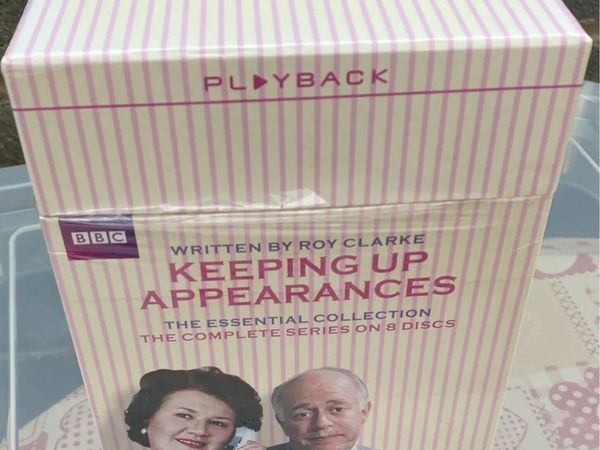 PLAYBACK
BBC
WRITTEN BY ROY CLARKE
KEEPING UP
APPEARANCES
THE ESSENTIAL COLLECTION
THE COMPLETE SERIES ON 8 DISCS